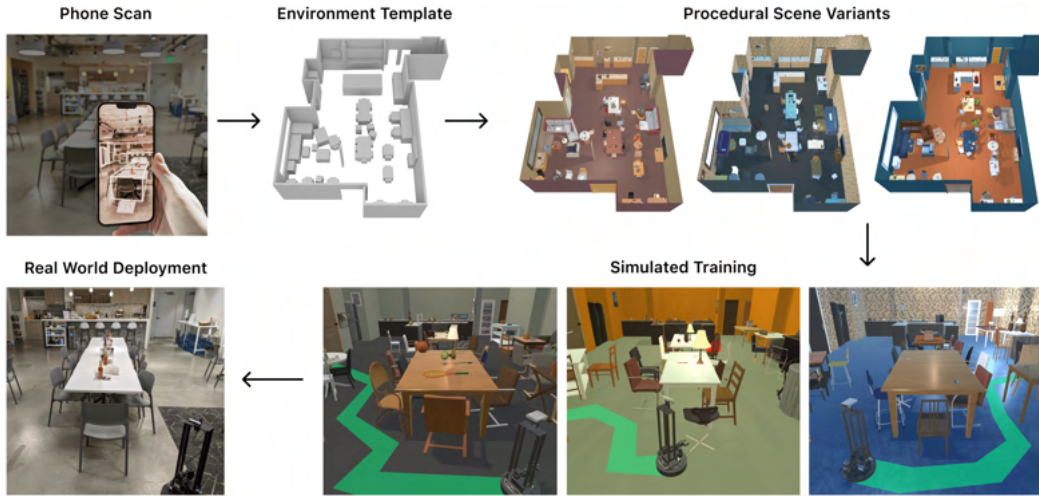 Phone Scan
Environment Template
Procedural Scene Variants
Real World Deployment
Simulated Training